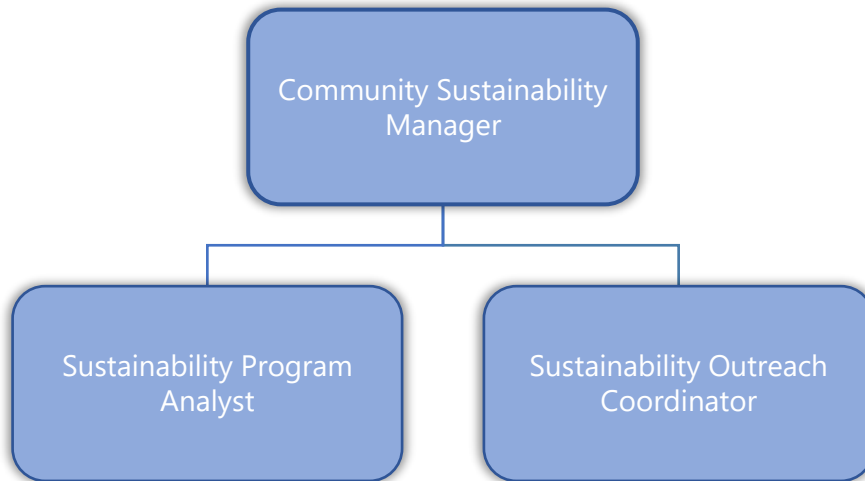 Community Sustainability
Manager
Sustainability Program
Analyst
Sustainability Outreach
Coordinator